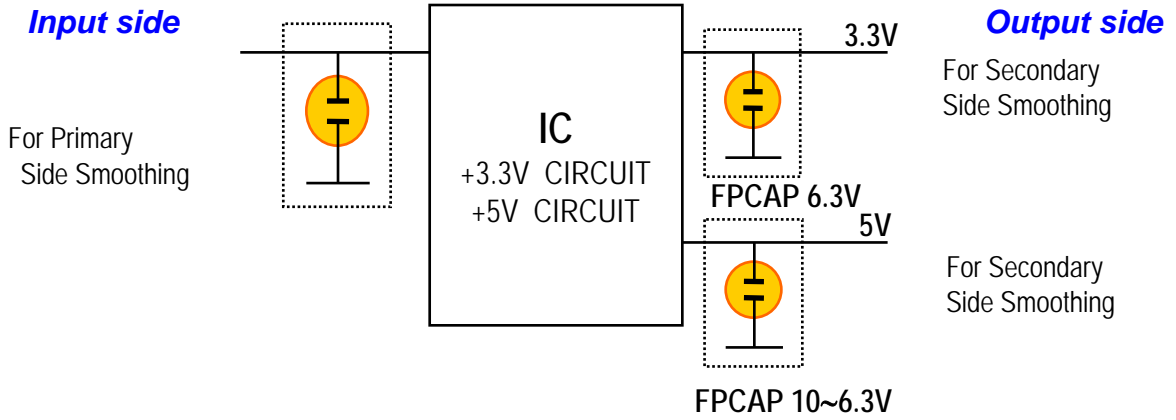 Input side
Output side
3.3V
For Secondary
Side Smoothing
For Primary
Side Smoothing
IC
+3.3V CIRCUIT
+5V CIRCUIT
FPCAP 6.3V
5V
For Secondary
Side Smoothing
FPCAP 10~6.3V